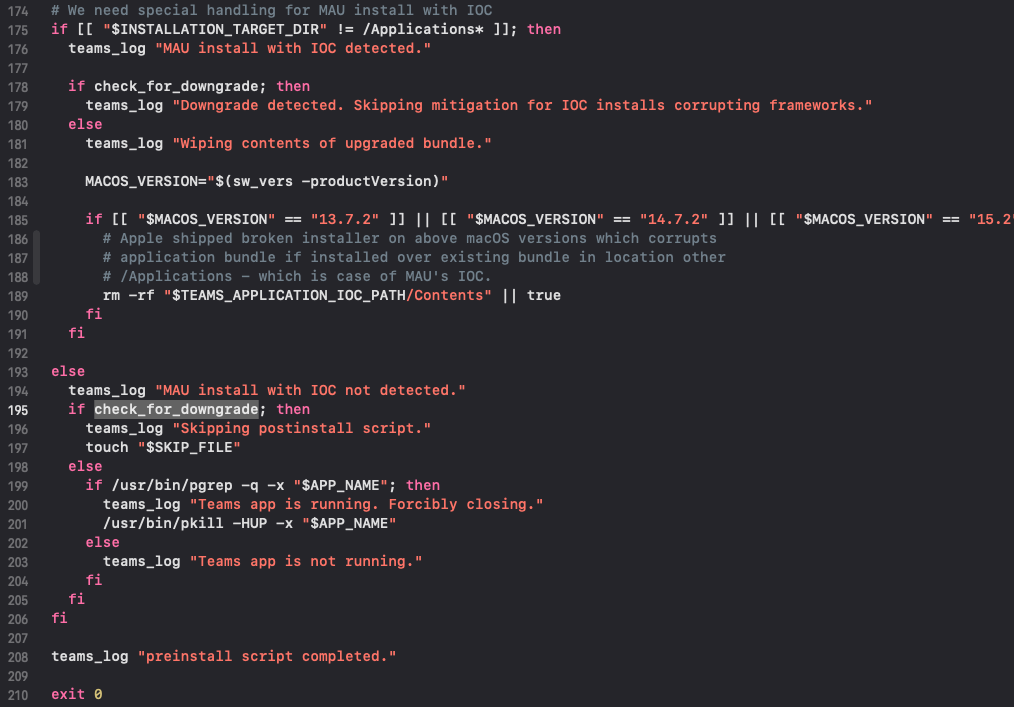 174 # We need special handling for MAU install with IOC
175 if [[ "$INSTALLATION_TARGET_DIR" != /Applications* ]]; then
176 teams_log "MAU install with IOC detected."
177
178 if check_for_downgrade; then
179 teams_log "Downgrade detected. Skipping mitigation for IOC installs corrupting frameworks."
180 else
181 teams_log "Wiping contents of upgraded bundle."
182
183 MACOS_VERSION="$(sw_vers -productVersion)"
184
185 if [[ "$MACOS_VERSION" == "13.7.2" ]] || [[ "$MACOS_VERSION" == "14.7.2" ]] || [[ "$MACOS_VERSION" == "15.2"
186 # Apple shipped broken installer on above macOS versions which corrupts
187 # application bundle if installed over existing bundle in location other
188 # /Applications - which is case of MAU's IOC.
189 rm -rf "$TEAMS_APPLICATION_IOC_PATH/Contents" || true
190 fi
191 fi
192
193 else
194 teams_log "MAU install with IOC not detected."
195 if check_for_downgrade; then
196 teams_log "Skipping postinstall script."
197 touch "$SKIP_FILE"
198 else
199 if /usr/bin/pgrep -q -x "$APP_NAME"; then
200 teams_log "Teams app is running. Forcibly closing."
201 /usr/bin/pkill -HUP -x "$APP_NAME"
202 else
203 teams_log "Teams app is not running."
204 fi
205 fi
206 fi
207
208 teams_log "preinstall script completed."
209
210 exit 0